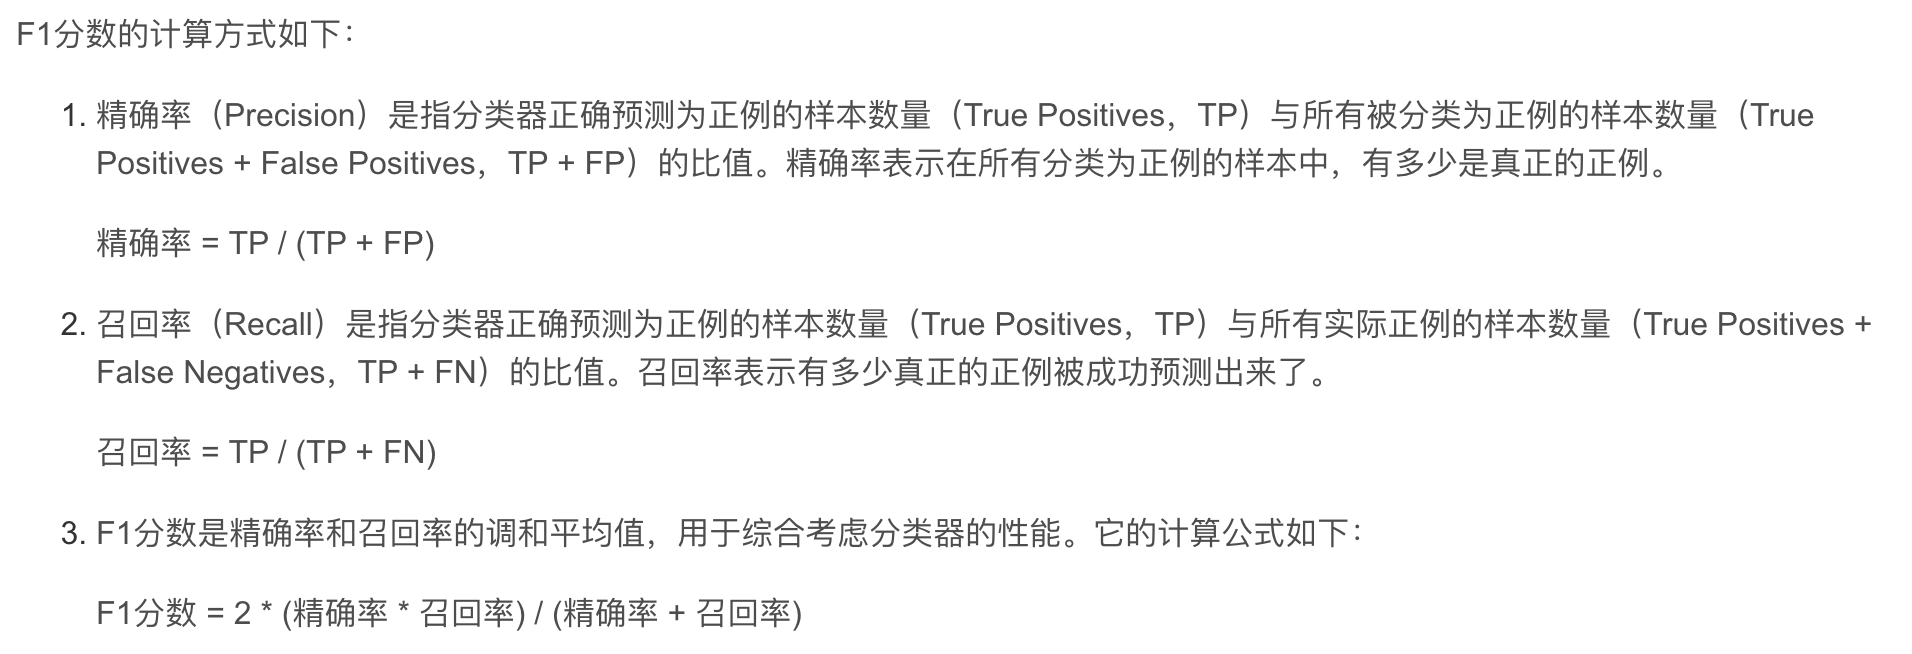 F1分数的计算方式如下：
1. 精确率（Precision）是指分类器正确预测为正例的样本数量（True Positives，TP）与所有被分类为正例的样本数量（True
Positives + False Positives，TP + FP）的比值。精确率表示在所有分类为正例的样本中，有多少是真正的正例。
精确率 = TP / (TP + FP)
2. 召回率（Recall）是指分类器正确预测为正例的样本数量（True Positives，TP）与所有实际正例的样本数量（True Positives +
False Negatives，TP + FN）的比值。召回率表示有多少真正的正例被成功预测出来了。
召回率 = TP / (TP + FN)
3. F1分数是精确率和召回率的调和平均值，用于综合考虑分类器的性能。它的计算公式如下：
F1分数 = 2 * (精确率 * 召回率) / (精确率 + 召回率)